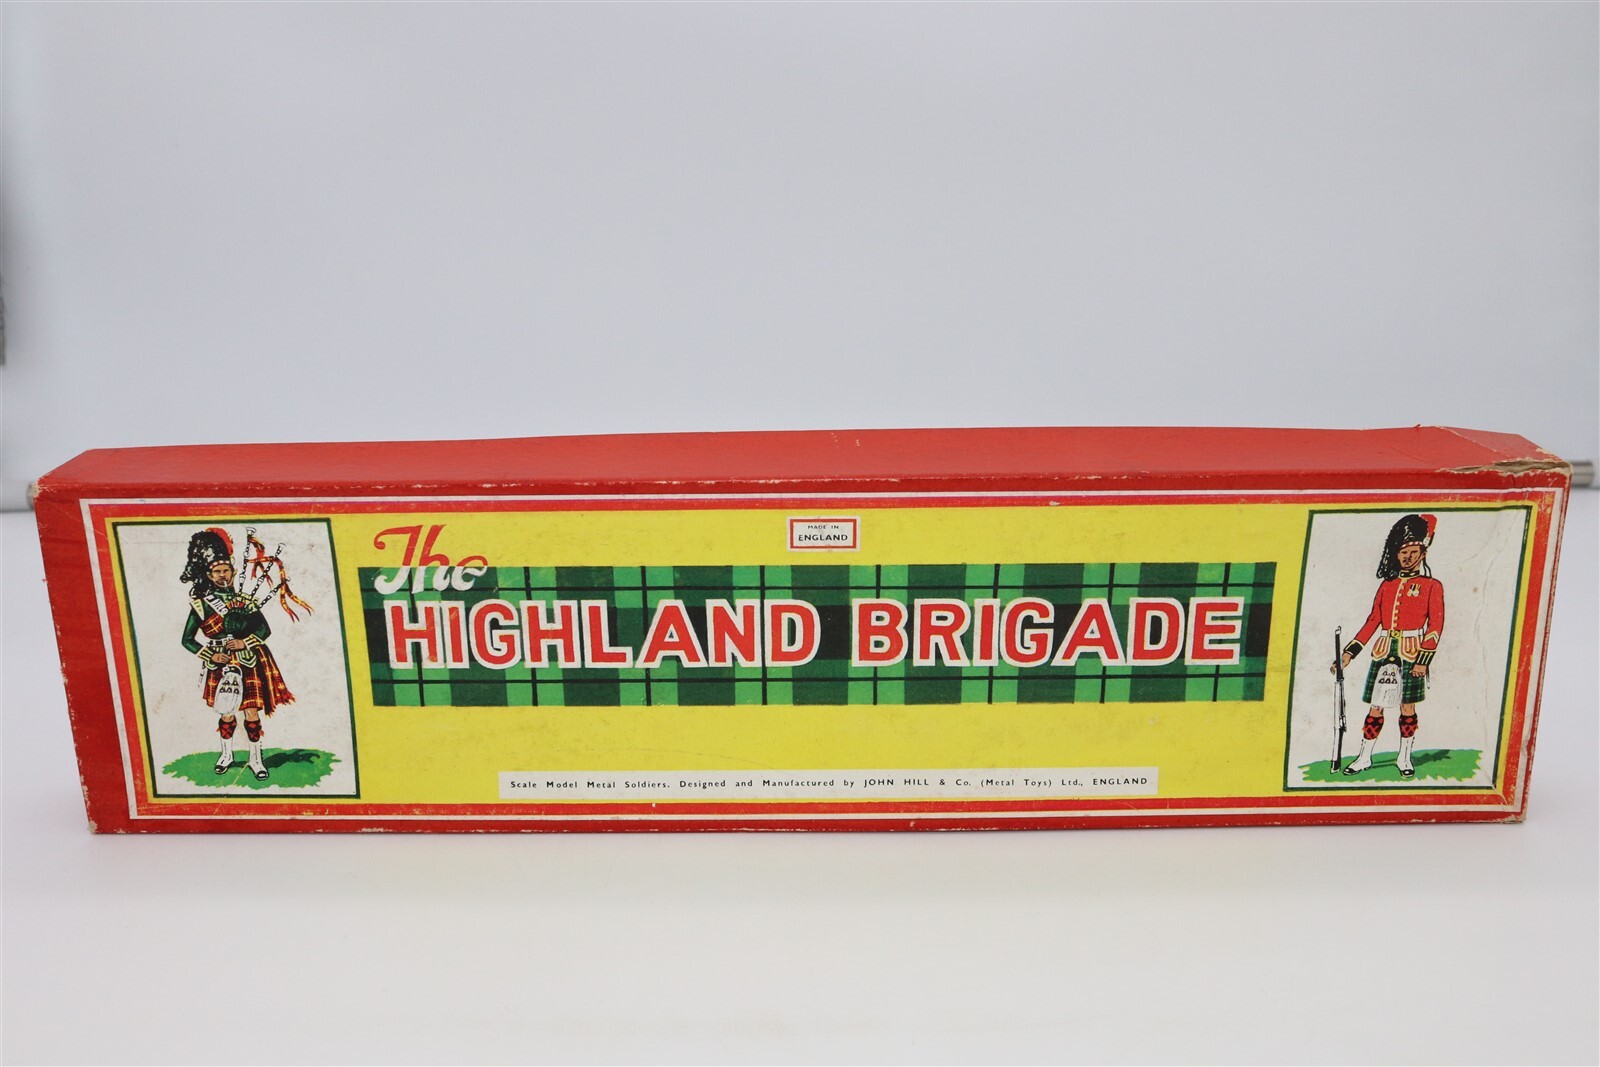 MADE IN
ENGLAND
The
HIGHLAND BRIGADE
Scale Model Metal Soldiers. Designed and Manufactured by JOHN HILL & Co. (Metal Toys) Ltd., ENGLAND